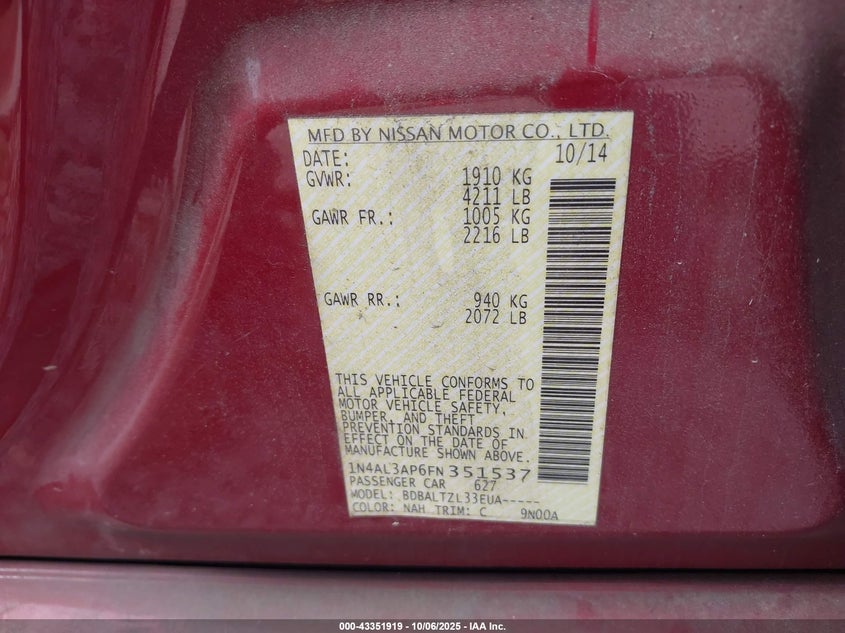 MFD BY NISSAN MOTOR CO., LTD.
DATE: 10/14
GVWR: 1910 KG
4211 LB
GAWR FR.: 1005 KG
2216 LB
GAWR RR.: 940 KG
2072 LB
THIS VEHICLE CONFORMS TO
ALL APPLICABLE FEDERAL
MOTOR VEHICLE SAFETY,
BUMPER, AND THEFT
PREVENTION STANDARDS IN
EFFECT ON THE DATE OF
MANUFACTURE SHOWN ABOVE.
1N4AL3AP6FN 351537
PASSENGER CAR 627
MODEL: BDBALTZL33EUA-----
COLOR: NAH TRIM: C 9N00A
000-43351919 - 10/06/2025 - IAA Inc.